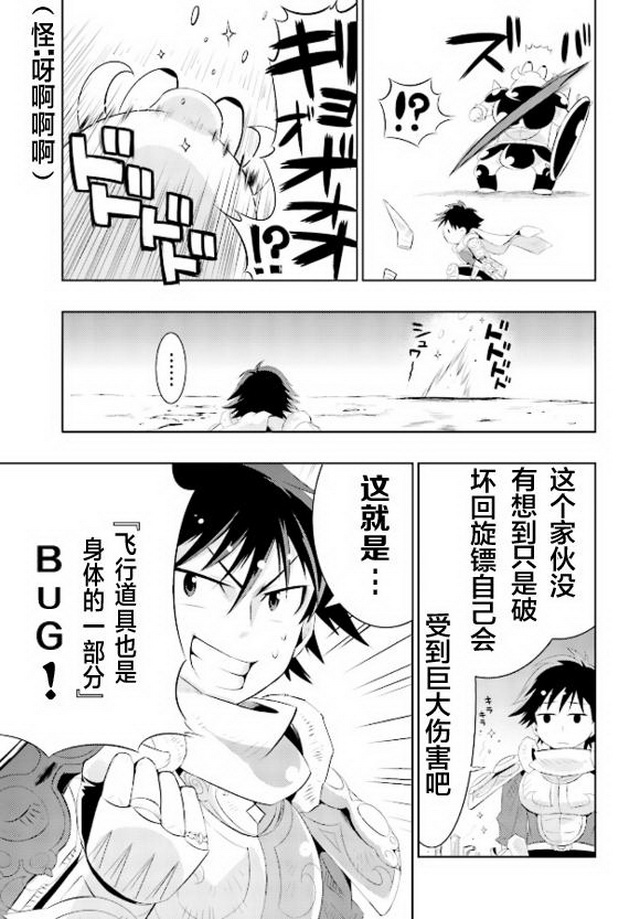 ズズ
!?
ギョオオオオ
ドドドドド
!?
（怪:呀啊啊啊）
ドドド
シュワー
……
这个家伙没
有想到只是破
坏回旋镖自己会
受到巨大伤害吧
キラ
キラ
这就是…
『飞行道具也是
身体的一部分』
BUG！